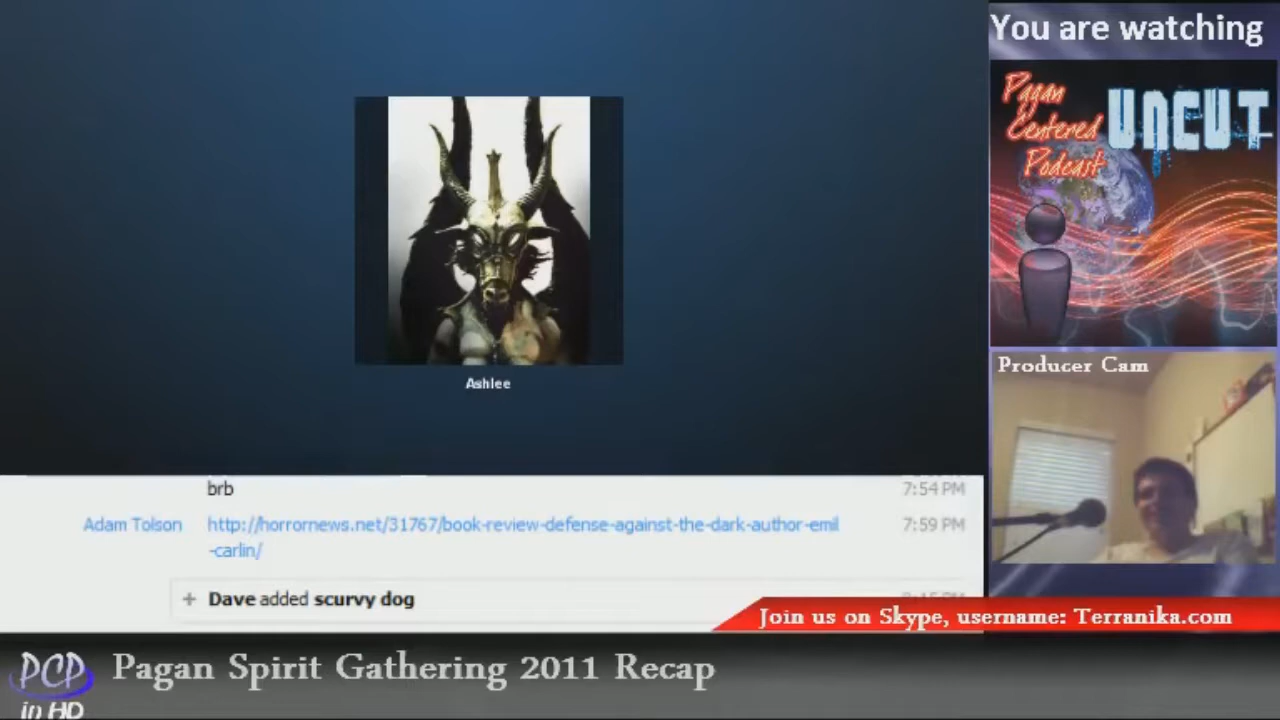 You are watching
Pagan
Centered
Podcast
UNCUT
Ashlee
Producer Cam
brb
7:54 PM
Adam Tolson
http://horrornews.net/31767/book-review-defense-against-the-dark-author-emil
-carlin/
7:59 PM
+ Dave added scurvy dog
Join us on Skype, username: Terranika.com
PCP
in HD
Pagan Spirit Gathering 2011 Recap